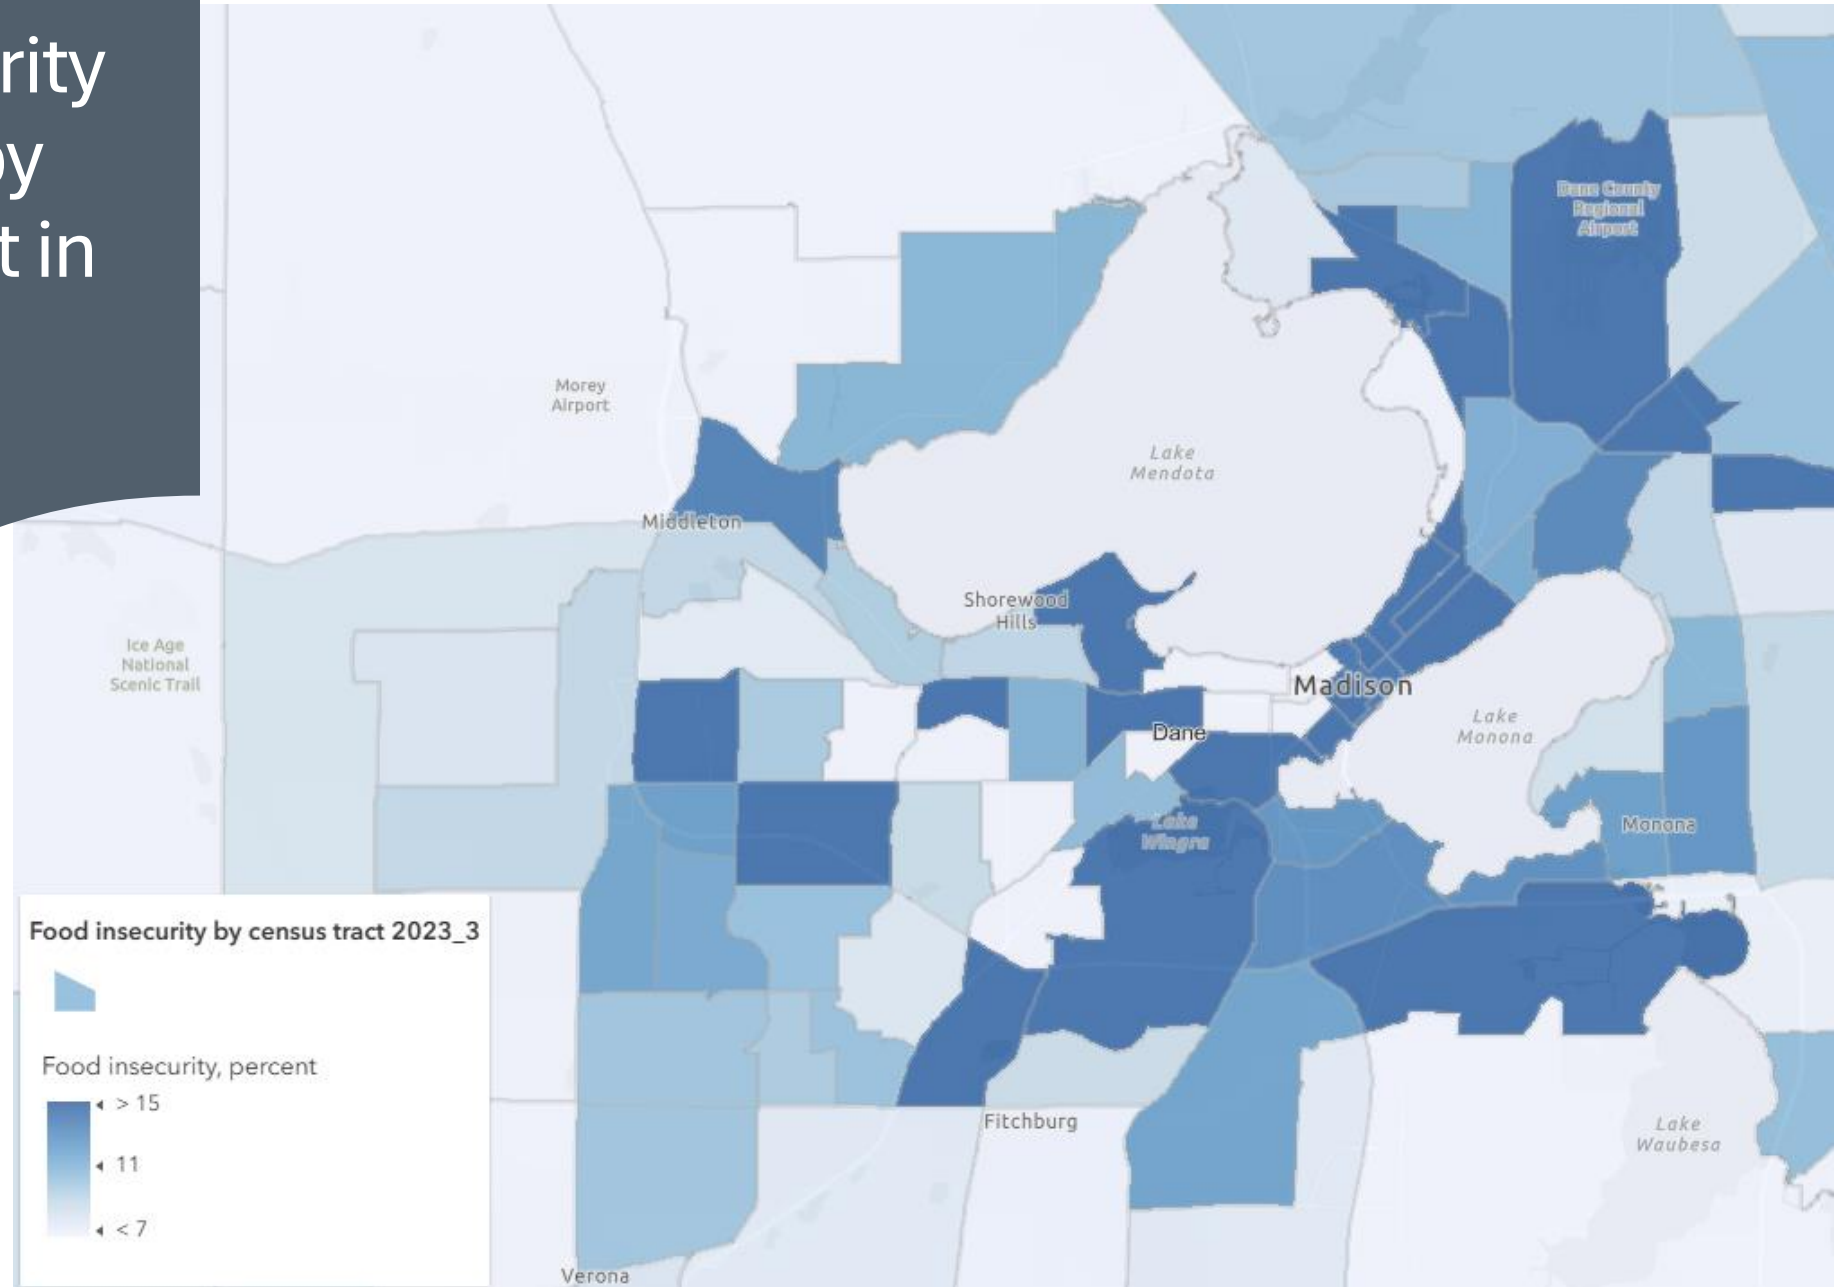 rity
by
t in
Dane County
Regional
Airport
Morey
Airport
Lake
Mendota
Middleton
Shorewood
Hills
Ice Age
National
Scenic Trail
Madison
Dane
Lake
Monona
Lake
Wingra
Monona
Food insecurity by census tract 2023_3
Food insecurity, percent
> 15
11
< 7
Fitchburg
Lake
Waubesa
Verona